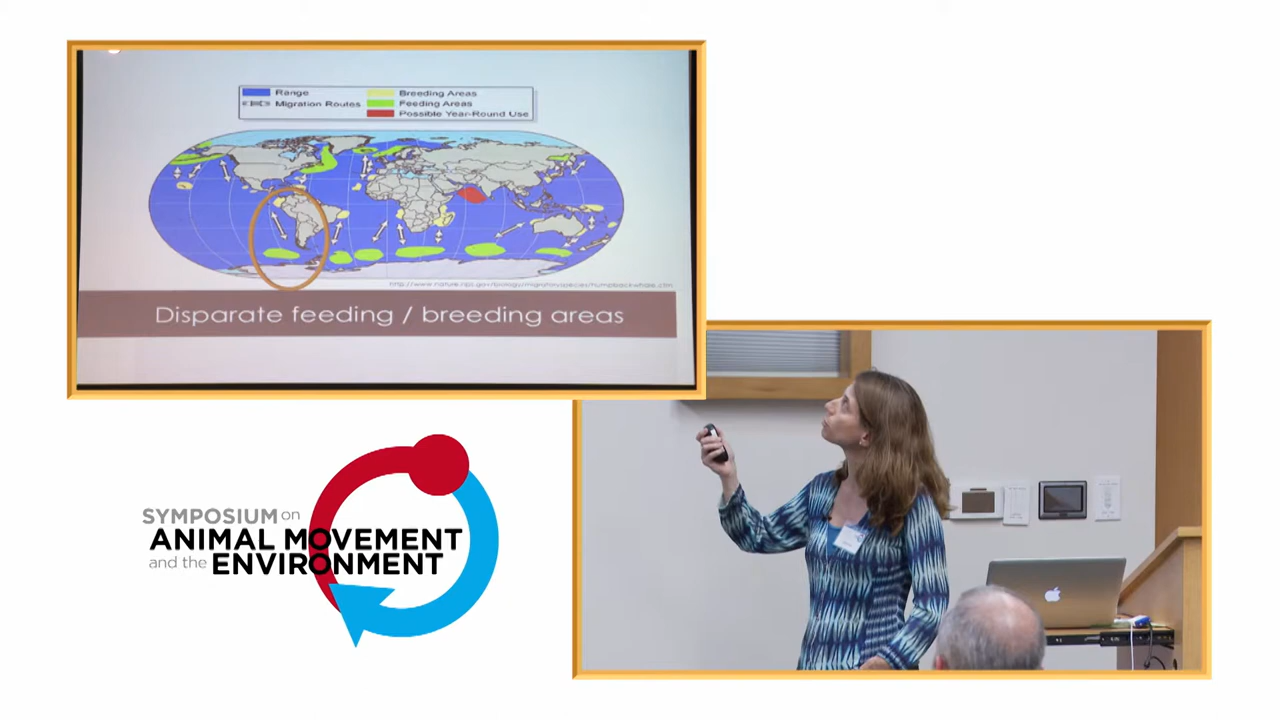 Range
Migration Routes
Breeding Areas
Feeding Areas
Possible Year-Round Use
Disparate feeding / breeding areas
SYMPOSIUM on
ANIMAL MOVEMENT
and the ENVIRONMENT